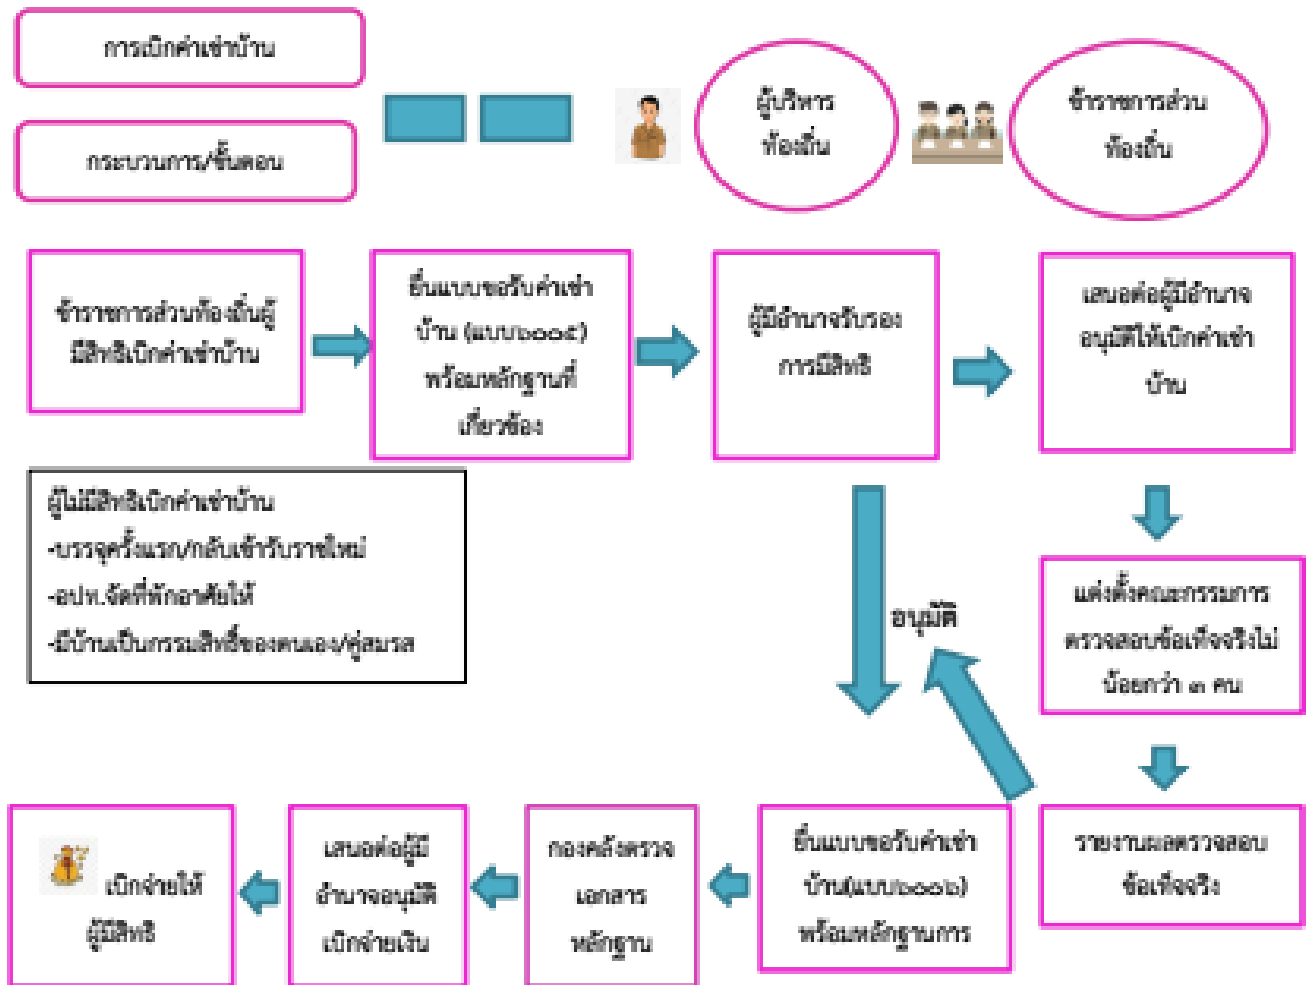 การเบิกค่าเช่าบ้าน
กระบวนการ/ขั้นตอน
ผู้บริหาร
ท้องถิ่น
ข้าราชการส่วน
ท้องถิ่น
ข้าราชการส่วนท้องถิ่นผู้
มีสิทธิเบิกค่าเช่าบ้าน
ยื่นแบบขอรับค่าเช่า
บ้าน (แบบ๖๐๐๕)
พร้อมหลักฐานที่
เกี่ยวข้อง
ผู้มีอำนาจรับรอง
การมีสิทธิ
เสนอต่อผู้มีอำนาจ
อนุมัติให้เบิกค่าเช่า
บ้าน
ผู้ไม่มีสิทธิเบิกค่าเช่าบ้าน
-บรรจุครั้งแรก/กลับเข้ารับราชใหม่
-อปท.จัดที่พักอาศัยให้
-มีบ้านเป็นกรรมสิทธิ์ของตนเอง/คู่สมรส
อนุมัติ
แต่งตั้งคณะกรรมการ
ตรวจสอบข้อเท็จจริงไม่
น้อยกว่า ๓ คน
รายงานผลตรวจสอบ
ข้อเท็จจริง
ยื่นแบบขอรับค่าเช่า
บ้าน(แบบ๖๐๐๖)
พร้อมหลักฐานการ
กองคลังตรวจ
เอกสาร
หลักฐาน
เสนอต่อผู้มี
อำนาจอนุมัติ
เบิกจ่ายเงิน
เบิกจ่ายให้
ผู้มีสิทธิ